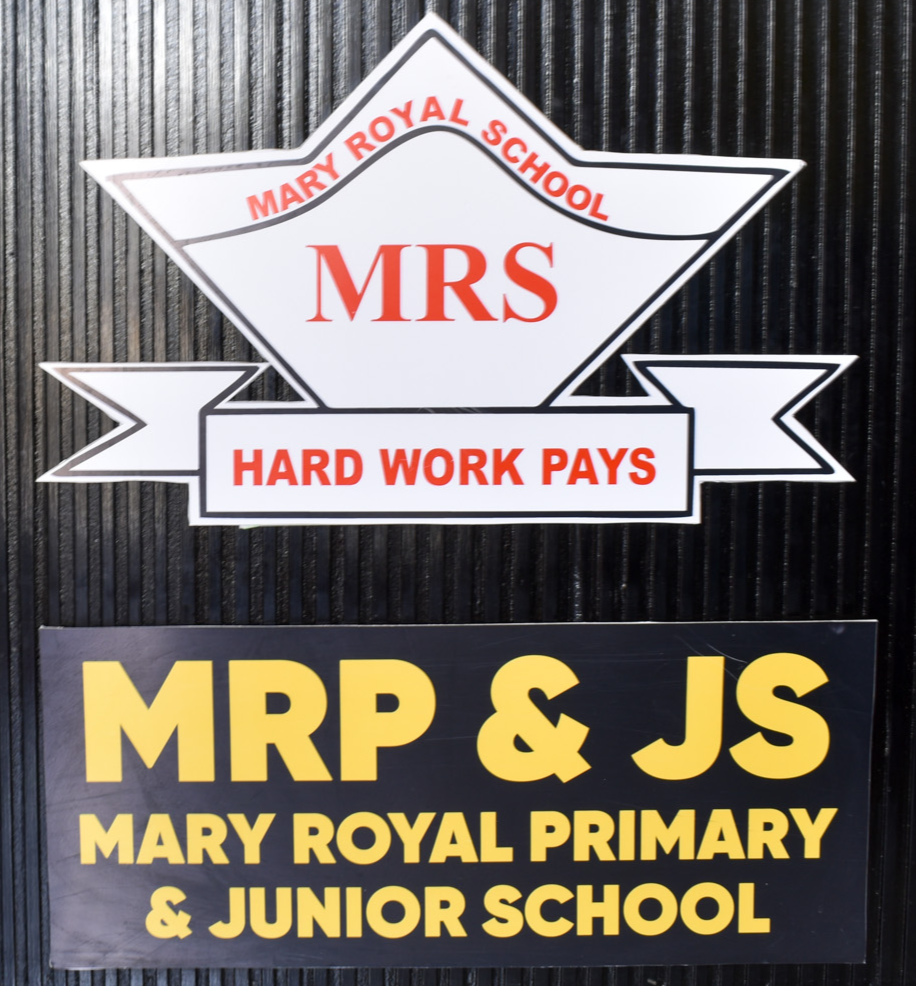 MARY ROYAL SCHOOL
MRS
HARD WORK PAYS
MRP & JS
MARY ROYAL PRIMARY
& JUNIOR SCHOOL